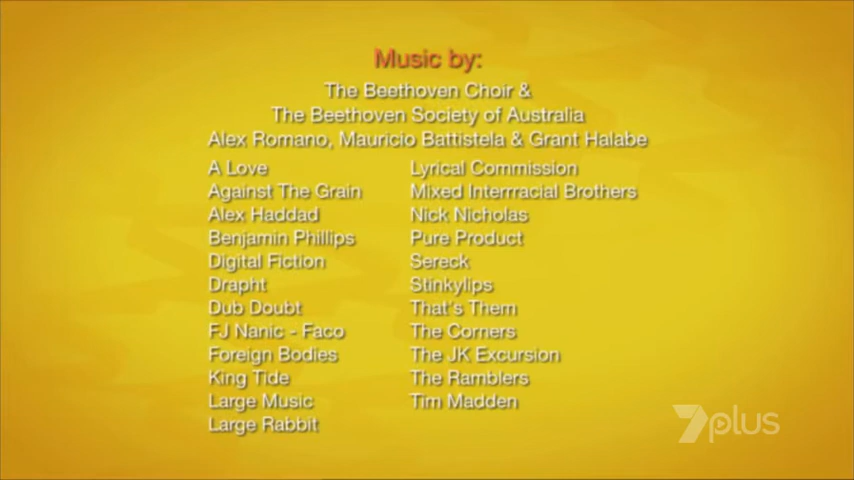 Music by:
The Beethoven Choir &
The Beethoven Society of Australia
Alex Romano, Mauricio Battistela & Grant Halabe
A Love
Against The Grain
Alex Haddad
Benjamin Phillips
Digital Fiction
Drapht
Dub Doubt
FJ Nanic - Faco
Foreign Bodies
King Tide
Large Music
Large Rabbit
Lyrical Commission
Mixed Interrracial Brothers
Nick Nicholas
Pure Product
Sereck
Stinkylips
That's Them
The Corners
The JK Excursion
The Ramblers
Tim Madden
7plus